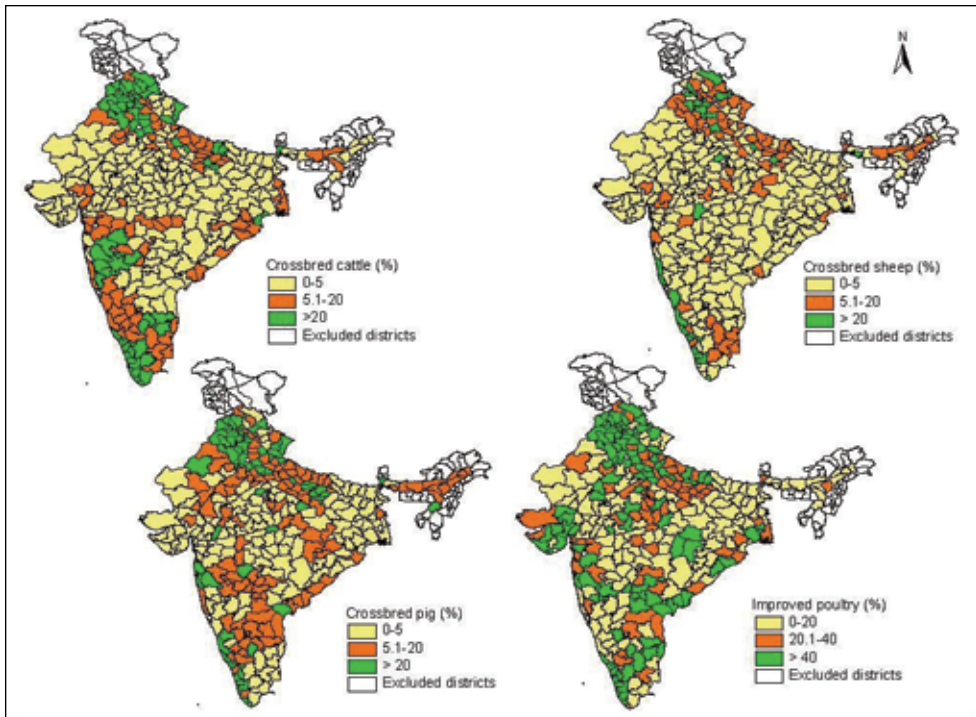 N
Crossbred cattle (%)
0-5
5.1-20
>20
Excluded districts
Crossbred sheep (%)
0-5
5.1-20
> 20
Excluded districts
Crossbred pig (%)
0-5
5.1-20
> 20
Excluded districts
Improved poultry (%)
0-20
20.1-40
> 40
Excluded districts